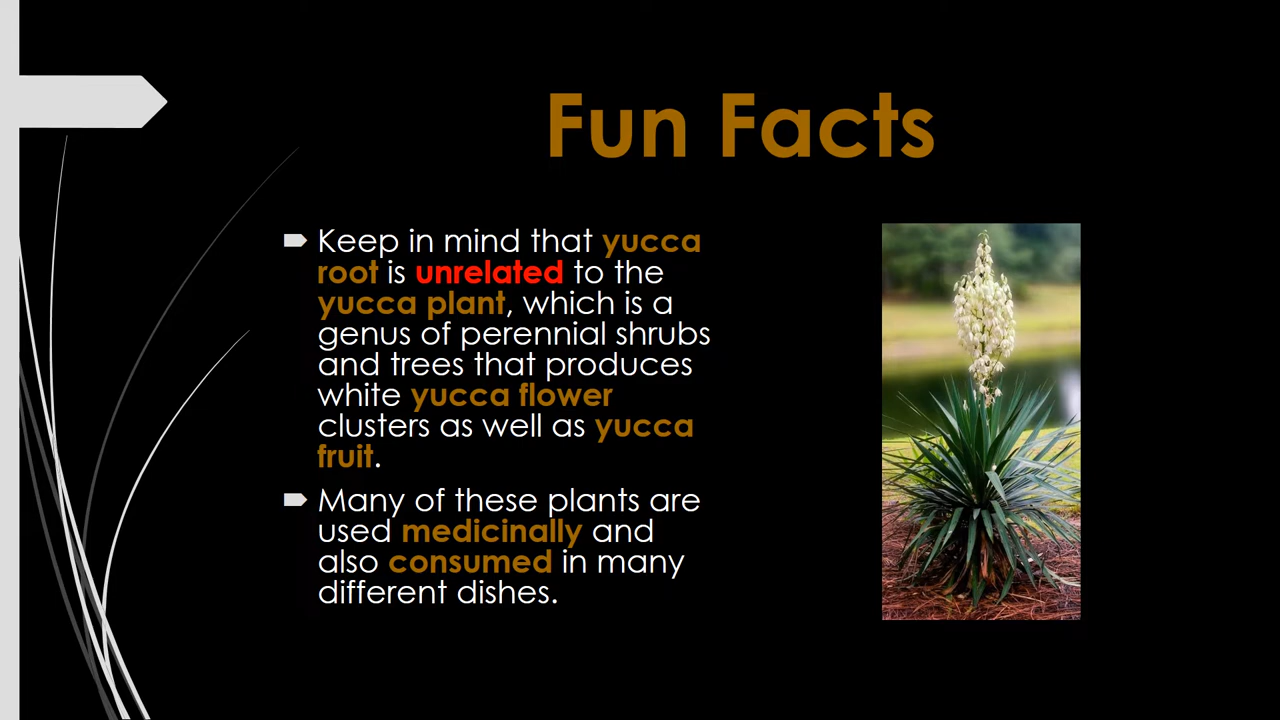 Fun Facts
Keep in mind that yucca
root is unrelated to the
yucca plant, which is a
genus of perennial shrubs
and trees that produces
white yucca flower
clusters as well as yucca
fruit.
Many of these plants are
used medicinally and
also consumed in many
different dishes.